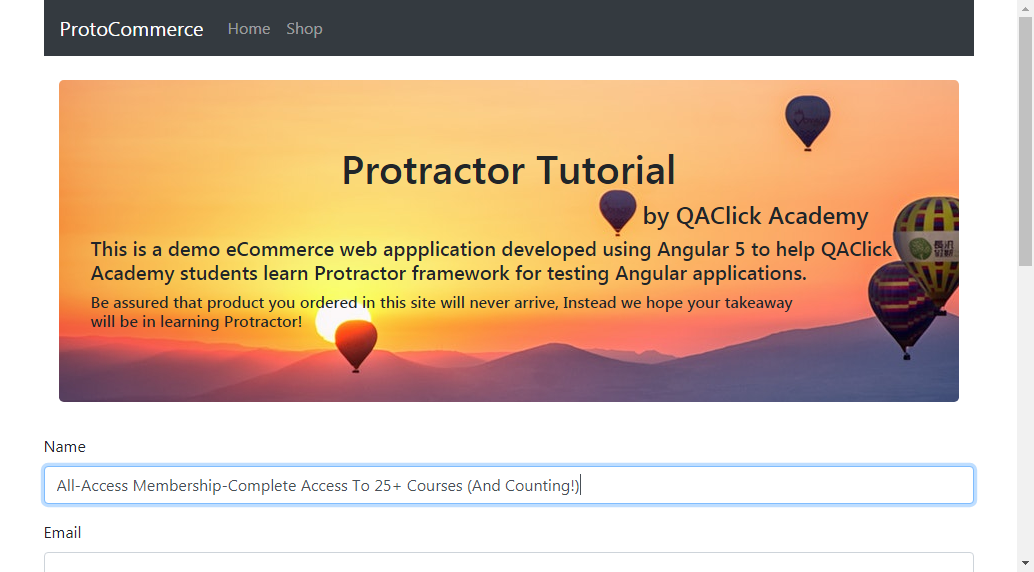 ProtoCommerce Home Shop
Protractor Tutorial
by QAClick Academy
This is a demo eCommerce web appplication developed using Angular 5 to help QAClick
Academy students learn Protractor framework for testing Angular applications.
Be assured that product you ordered in this site will never arrive, Instead we hope your takeaway
will be in learning Protractor!
Name
All-Access Membership-Complete Access To 25+ Courses (And Counting!)
Email